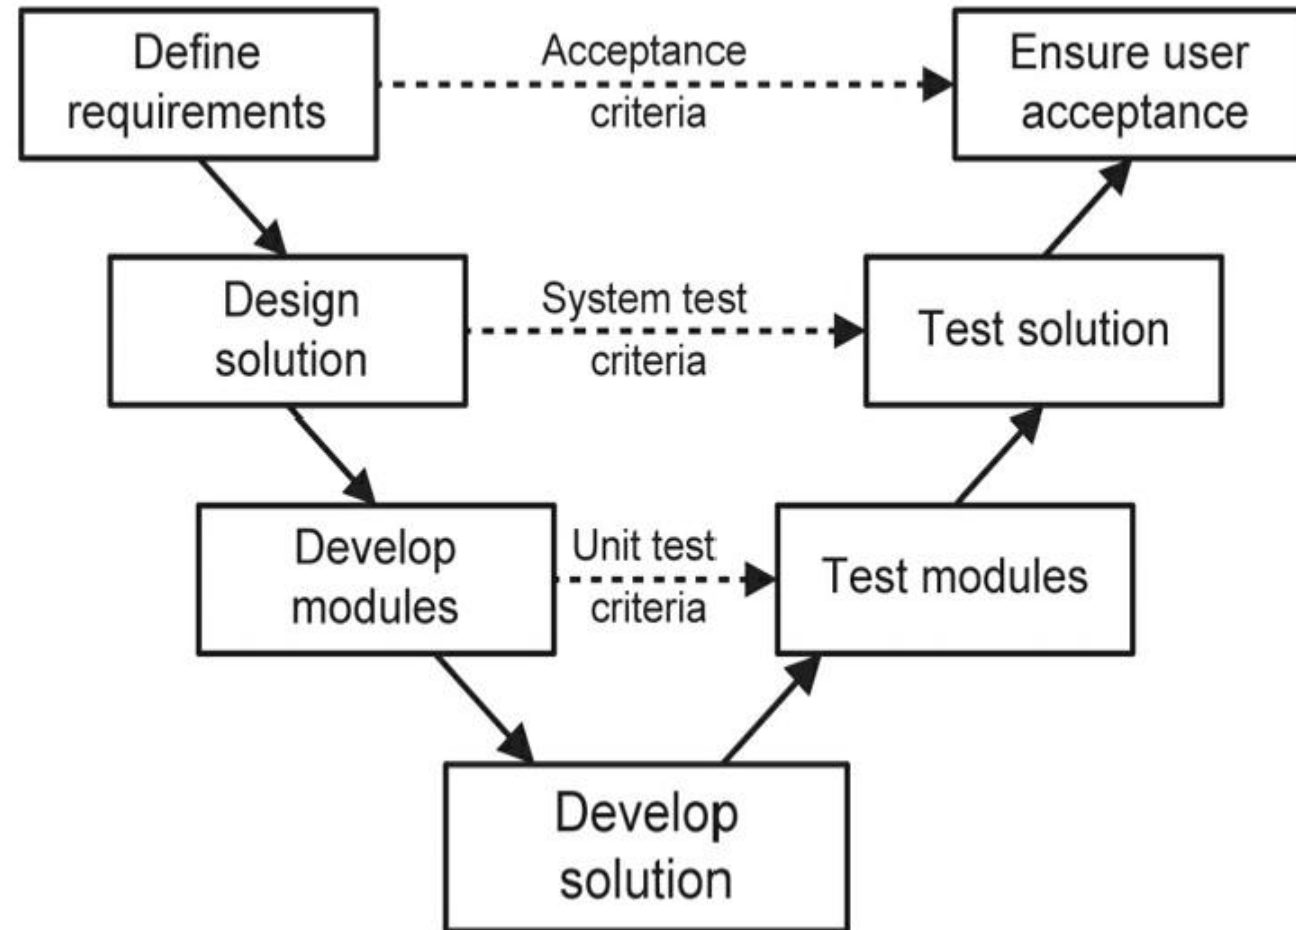 Define
requirements
Acceptance
criteria
Ensure user
acceptance
Design
solution
System test
criteria
Test solution
Develop
modules
Unit test
criteria
Test modules
Develop
solution